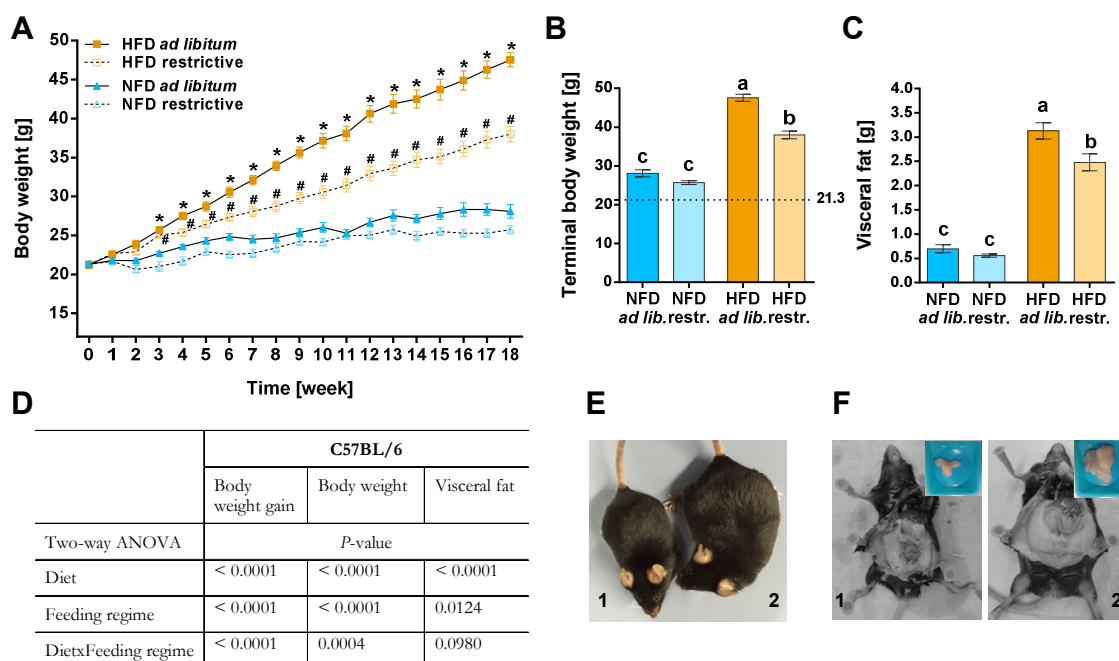 A
HFD ad libitum
HFD restrictive
NFD ad libitum
NFD restrictive
Body weight [g]
50
45
40
35
30
25
20
15
* * * * * * * * * * * * * * * *
# # # # # # # # # # # # # # # #
0 1 2 3 4 5 6 7 8 9 10 11 12 13 14 15 16 17 18
Time [week]
B
Terminal body weight [g]
50
40
30
20
10
0
c c a b
21.3
NFD NFD HFD HFD
ad lib. restr. ad lib. restr.
C
Visceral fat [g]
4.0
3.5
3.0
2.5
2.0
1.5
1.0
0.5
0.0
c c a b
NFD NFD HFD HFD
ad lib. restr. ad lib. restr.
D
C57BL/6
Body weight gain Body weight Visceral fat
Two-way ANOVA P-value
Diet < 0.0001 < 0.0001 < 0.0001
Feeding regime < 0.0001 < 0.0001 0.0124
DietxFeeding regime < 0.0001 0.0004 0.0980
E
1 2
F
1 2